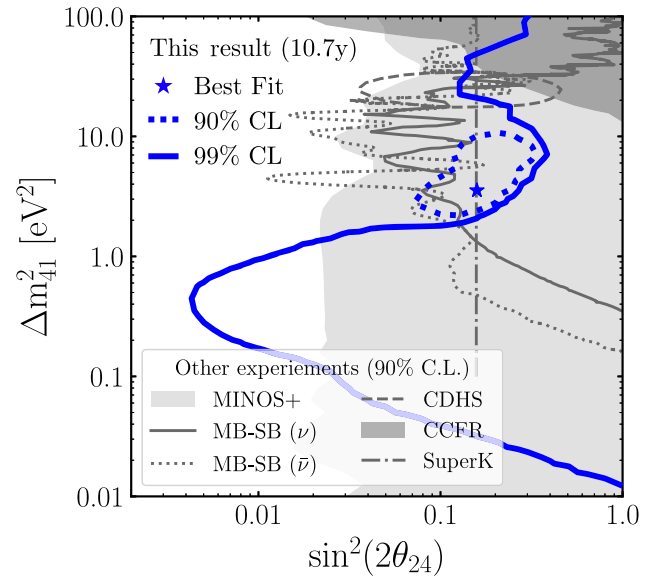 100.0
10.0
1.0
0.1
0.01
Δm²₄₁ [eV²]
This result (10.7y)
Best Fit
90% CL
99% CL
Other experiements (90% C.L.)
MINOS+
MB-SB (ν)
MB-SB (ν̄)
CDHS
CCFR
SuperK
0.01 0.1 1.0
sin²(2θ₂₄)